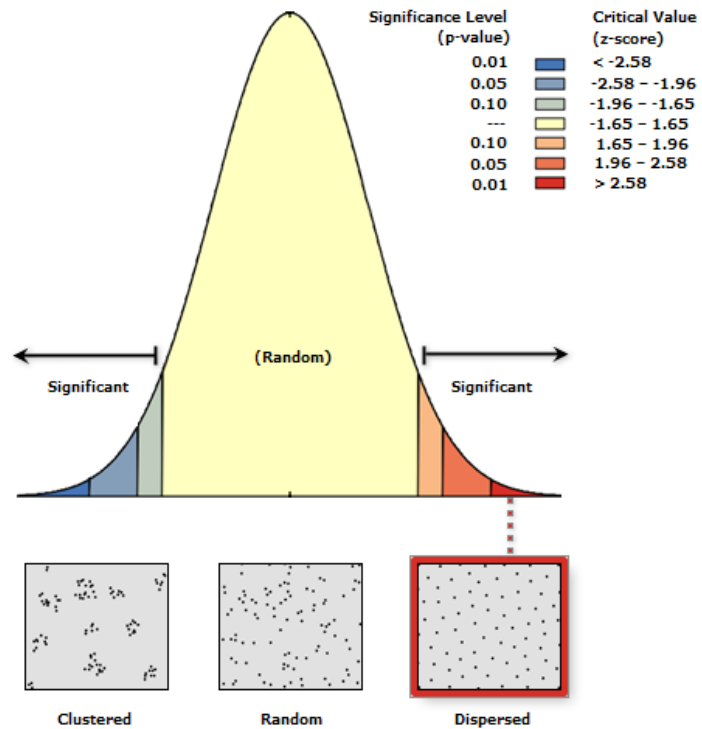 Significance Level
(p-value)
Critical Value
(z-score)
0.01 < -2.58
0.05 -2.58 – -1.96
0.10 -1.96 – -1.65
--- -1.65 – 1.65
0.10 1.65 – 1.96
0.05 1.96 – 2.58
0.01 > 2.58
(Random)
Significant
Significant
Clustered
Random
Dispersed